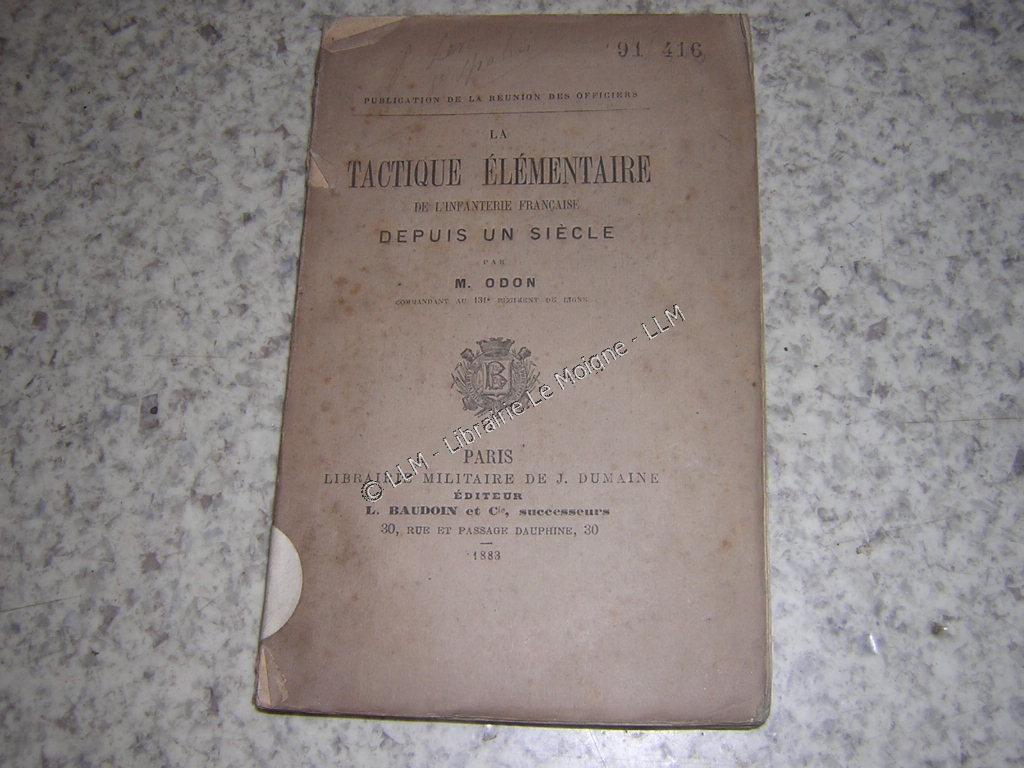 91 416
PUBLICATION DE LA RÉUNION DES OFFICIERS
LA
TACTIQUE ÉLÉMENTAIRE
DE L'INFANTERIE FRANÇAISE
DEPUIS UN SIÈCLE
PAR
M. ODON
COMMANDANT AU 131e RÉGIMENT DE LIGNE
B
© LLM - Librairie Le Moigne - LLM
PARIS
LIBRAIRIE MILITAIRE DE J. DUMAINE
ÉDITEUR
L. BAUDOIN et Cie, successeurs
30, RUE ET PASSAGE DAUPHINE, 30
1883